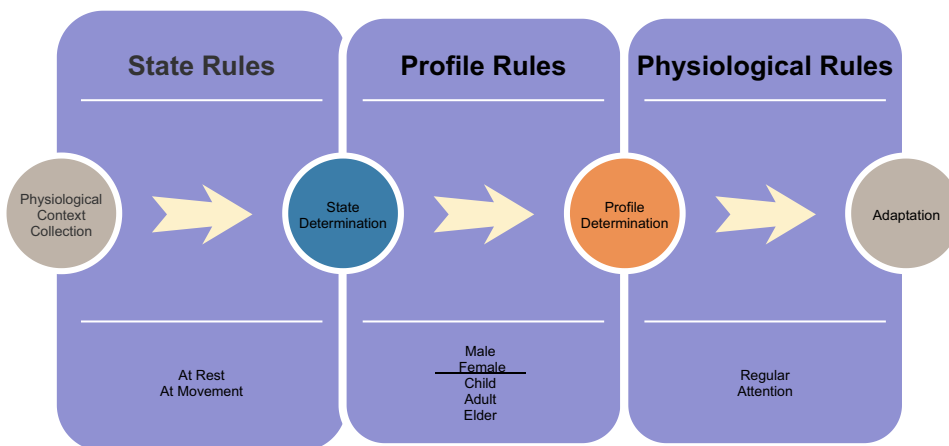 State Rules
Profile Rules
Physiological Rules
Physiological
Context
Collection
State
Determination
Profile
Determination
Adaptation
At Rest
At Movement
Male
Female
Child
Adult
Elder
Regular
Attention